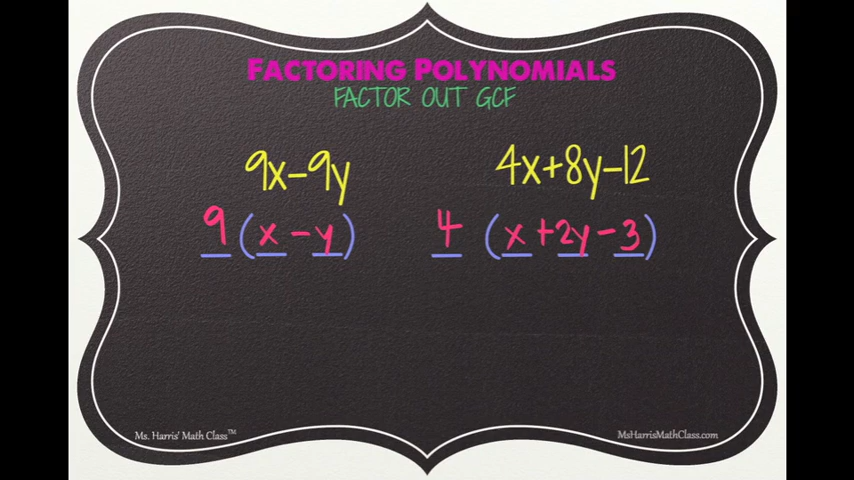 FACTORING POLYNOMIALS
FACTOR OUT GCF
9x-9y
4x+8y-12
9 (x - y)
4 (x + 2y - 3)
Ms. Harris' Math Class™
MsHarrisMathClass.com